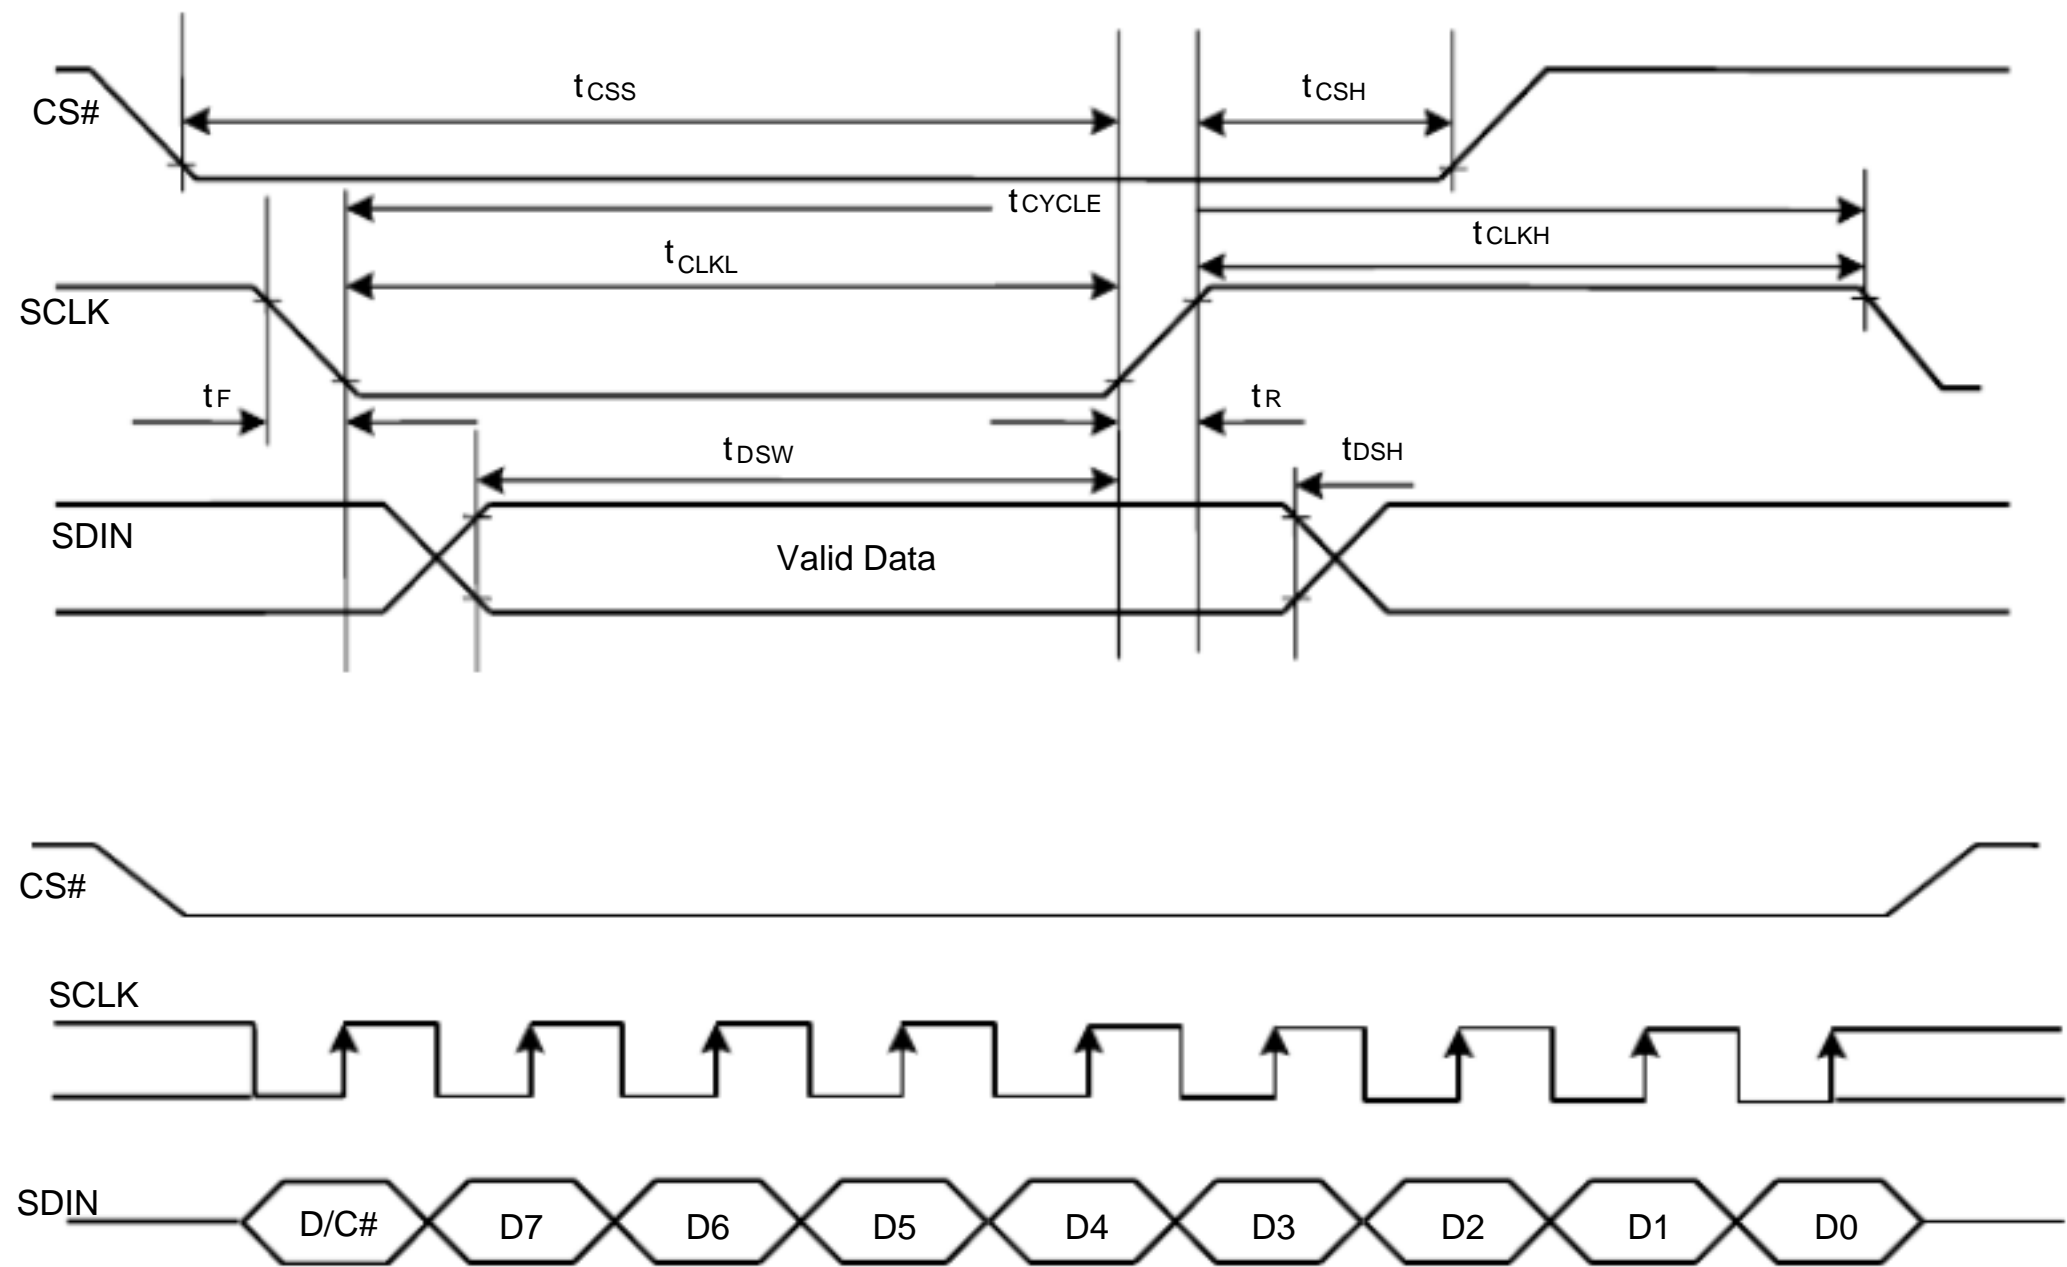 tCSS
tCSH
CS#
tCYCLE
tCLKH
tCLKL
SCLK
tF
tR
tDSW
tDSH
SDIN
Valid Data
CS#
SCLK
SDIN
D/C# D7 D6 D5 D4 D3 D2 D1 D0